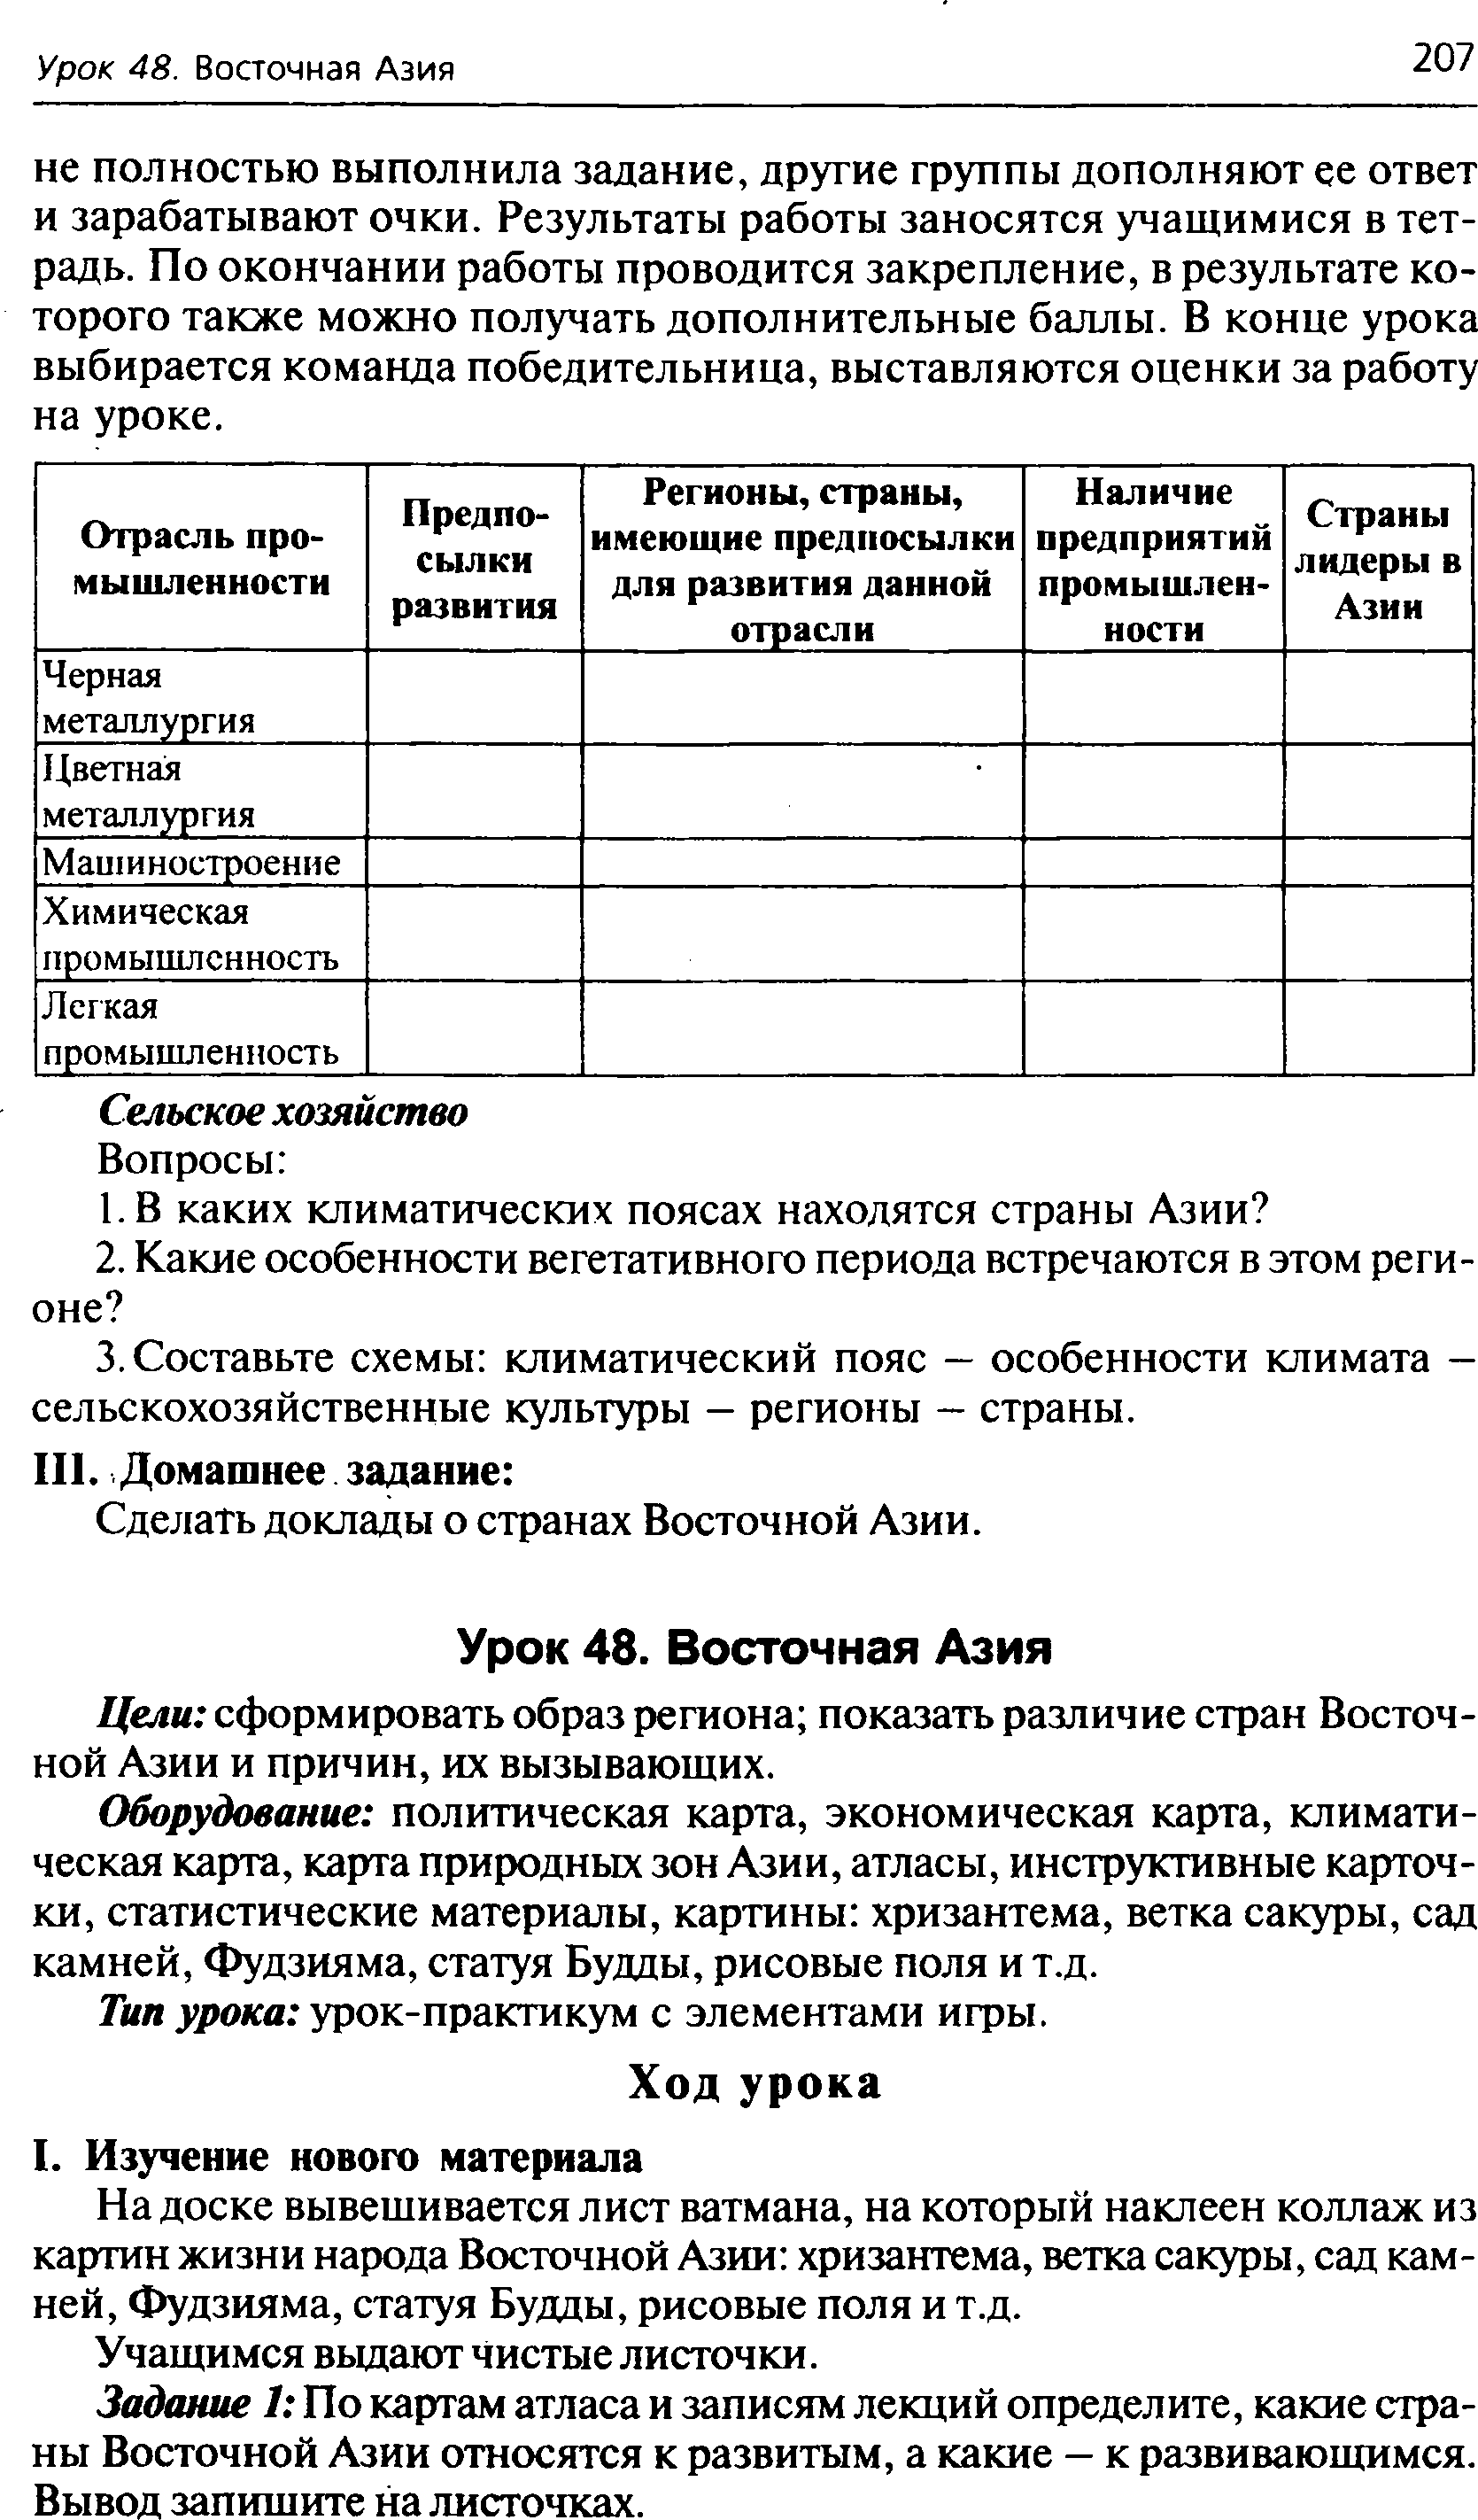 Урок 48. Восточная Азия
207
не полностью выполнила задание, другие группы дополняют ее ответ
и зарабатывают очки. Результаты работы заносятся учащимися в тет-
радь. По окончании работы проводится закрепление, в результате ко-
торого также можно получать дополнительные баллы. В конце урока
выбирается команда победительница, выставляются оценки за работу
на уроке.
Отрасль про-
мышленности
Предпо-
сылки
развития
Регионы, страны,
имеющие предпосылки
для развития данной
отрасли
Наличие
предприятий
промышлен-
ности
Страны
лидеры в
Азии
Черная
металлургия
Цветная
металлургия
Машиностроение
Химическая
промышленность
Легкая
промышленность
Сельское хозяйство
Вопросы:
1. В каких климатических поясах находятся страны Азии?
2. Какие особенности вегетативного периода встречаются в этом реги-
оне?
3. Составьте схемы: климатический пояс – особенности климата –
сельскохозяйственные культуры – регионы – страны.
III. Домашнее задание:
Сделать доклады о странах Восточной Азии.
Урок 48. Восточная Азия
Цели: сформировать образ региона; показать различие стран Восточ-
ной Азии и причин, их вызывающих.
Оборудование: политическая карта, экономическая карта, климати-
ческая карта, карта природных зон Азии, атласы, инструктивные карточ-
ки, статистические материалы, картины: хризантема, ветка сакуры, сад
камней, Фудзияма, статуя Будды, рисовые поля и т.д.
Тип урока: урок-практикум с элементами игры.
Ход урока
I. Изучение нового материала
На доске вывешивается лист ватмана, на который наклеен коллаж из
картин жизни народа Восточной Азии: хризантема, ветка сакуры, сад кам-
ней, Фудзияма, статуя Будды, рисовые поля и т.д.
Учащимся выдают чистые листочки.
Задание 1: По картам атласа и записям лекций определите, какие стра-
ны Восточной Азии относятся к развитым, а какие – к развивающимся.
Вывод запишите на листочках.